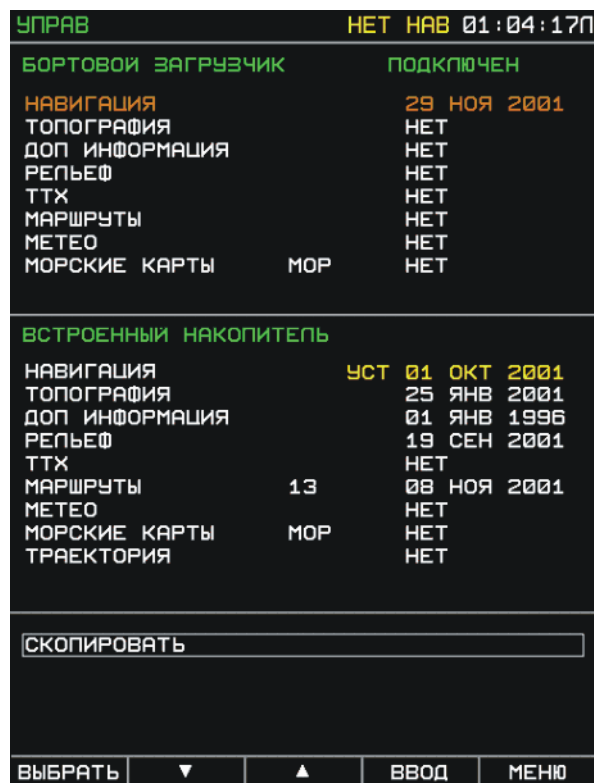 УПРАВ НЕТ НАВ 01:04:17Л
БОРТОВОЙ ЗАГРУЗЧИК ПОДКЛЮЧЕН
НАВИГАЦИЯ 29 НОЯ 2001
ТОПОГРАФИЯ НЕТ
ДОП ИНФОРМАЦИЯ НЕТ
РЕЛЬЕФ НЕТ
ТТХ НЕТ
МАРШРУТЫ НЕТ
МЕТЕО НЕТ
МОРСКИЕ КАРТЫ МОР НЕТ
ВСТРОЕННЫЙ НАКОПИТЕЛЬ
НАВИГАЦИЯ УСТ 01 ОКТ 2001
ТОПОГРАФИЯ 25 ЯНВ 2001
ДОП ИНФОРМАЦИЯ 01 ЯНВ 1996
РЕЛЬЕФ 19 СЕН 2001
ТТХ НЕТ
МАРШРУТЫ 13 08 НОЯ 2001
МЕТЕО НЕТ
МОРСКИЕ КАРТЫ МОР НЕТ
ТРАЕКТОРИЯ НЕТ
СКОПИРОВАТЬ
ВЫБРАТЬ ▼ ▲ ВВОД МЕНЮ